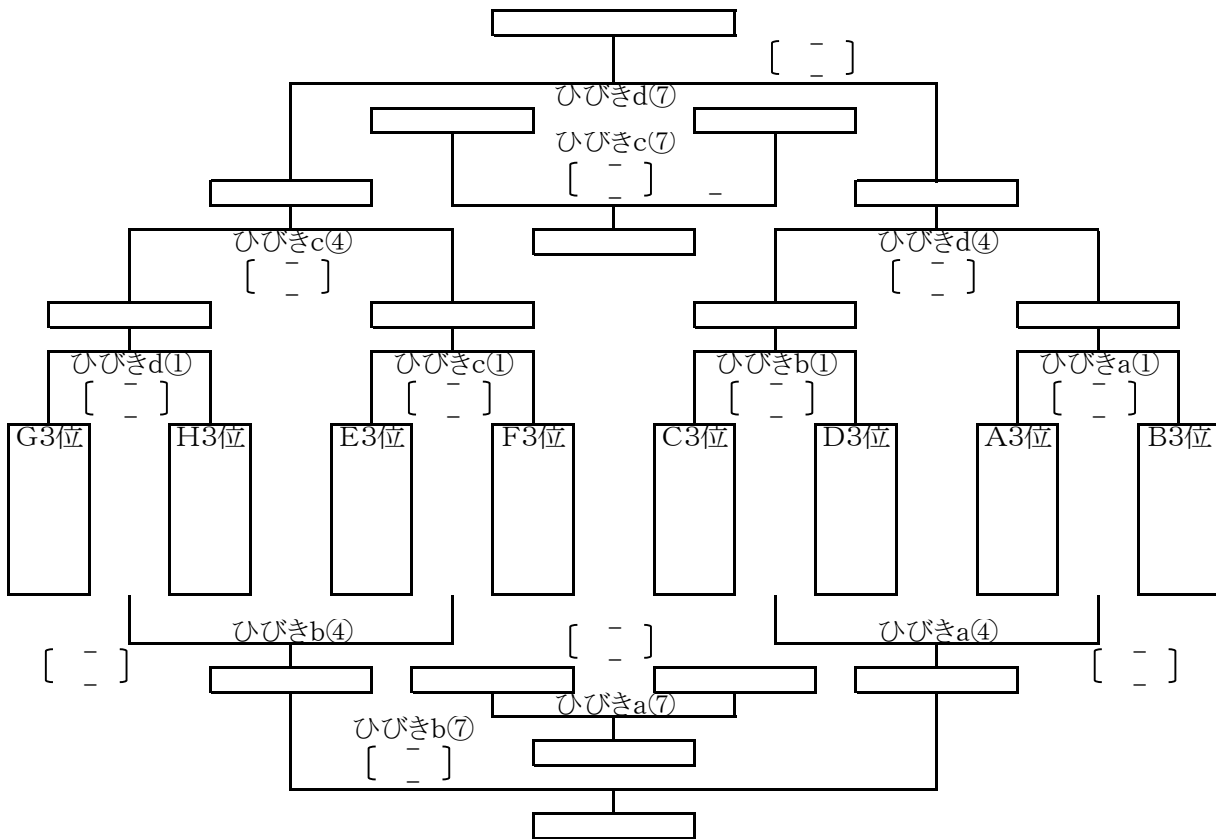 [ - - ]
ひびきd⑦
ひびきc⑦
[ - - ] -
ひびきc④ ひびきd④
[ - - ] [ - - ]
ひびきd① ひびきc① ひびきb① ひびきa①
[ - - ] [ - - ] [ - - ] [ - - ]
G3位 H3位 E3位 F3位 C3位 D3位 A3位 B3位
ひびきb④ [ - - ] ひびきa④
[ - - ] [ - - ]
ひびきa⑦
ひびきb⑦
[ - - ]